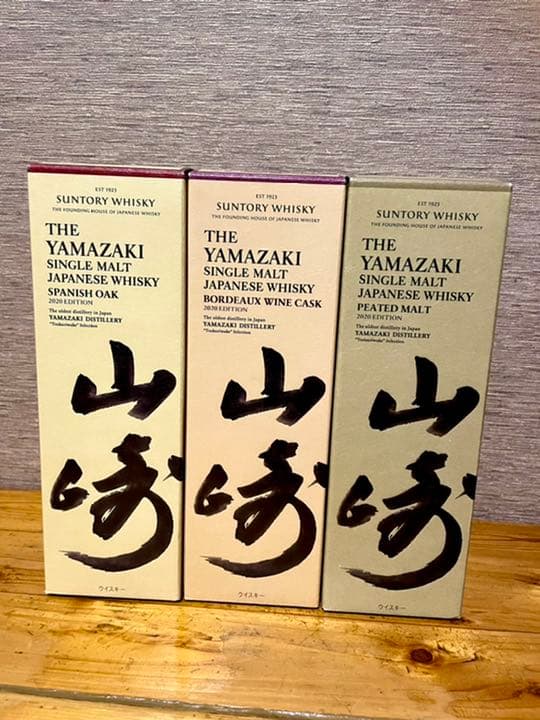 EST 1923
SUNTORY WHISKY
THE FOUNDING HOUSE OF JAPANESE WHISKY
THE
YAMAZAKI
SINGLE MALT
JAPANESE WHISKY
SPANISH OAK
2020 EDITION
The oldest distillery in Japan
YAMAZAKI DISTILLERY
"Tsukuriwake" Selection
山崎
ウイスキー
EST 1923
SUNTORY WHISKY
THE FOUNDING HOUSE OF JAPANESE WHISKY
THE
YAMAZAKI
SINGLE MALT
JAPANESE WHISKY
BORDEAUX WINE CASK
2020 EDITION
The oldest distillery in Japan
YAMAZAKI DISTILLERY
"Tsukuriwake" Selection
山崎
ウイスキー
EST 1923
SUNTORY WHISKY
THE FOUNDING HOUSE OF JAPANESE WHISKY
THE
YAMAZAKI
SINGLE MALT
JAPANESE WHISKY
PEATED MALT
2020 EDITION
The oldest distillery in Japan
YAMAZAKI DISTILLERY
"Tsukuriwake" Selection
山崎
ウイスキー